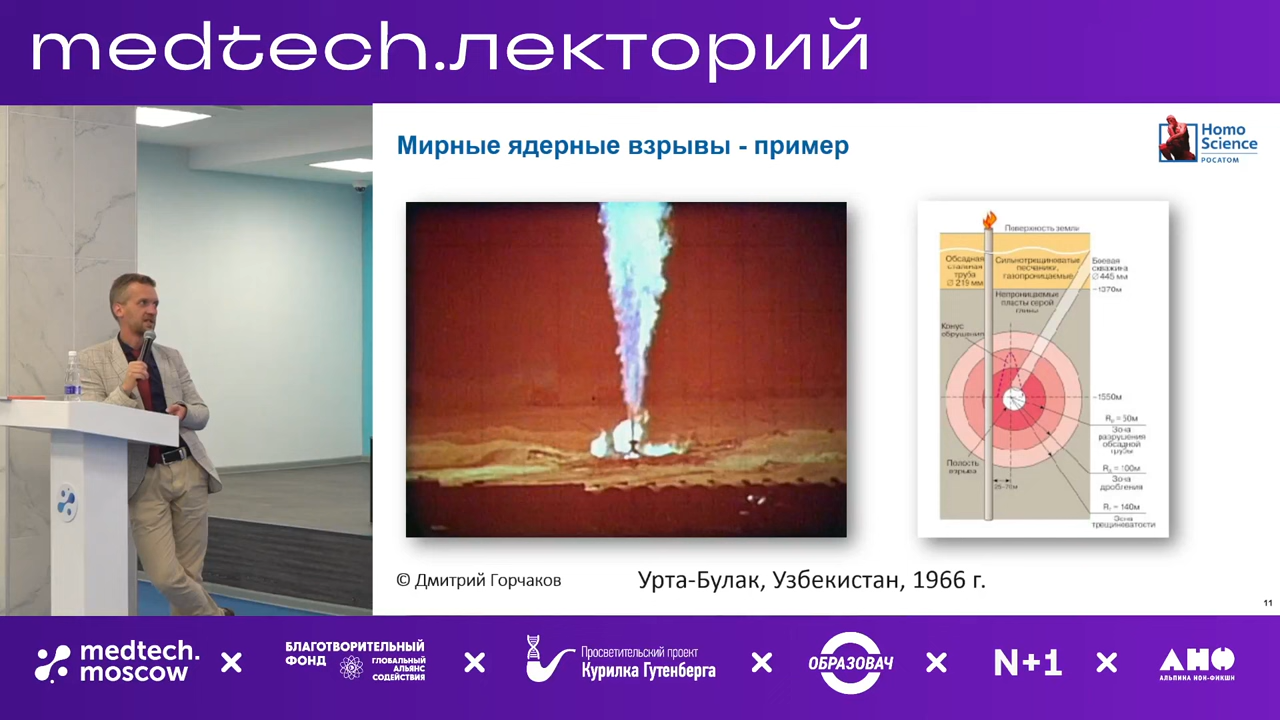 medtech.лекторий
Мирные ядерные взрывы - пример
Homo
Science
РОСАТОМ
Поверхность земли
Обсадная
стальная
труба
∅ 219 мм
Сильнотрещиноватые
песчаники,
газопроницаемые
Боевая
скважина
∅ 445 мм
~1370м
Непроницаемые
пласты серой
глины
Конус
обрушения
~1550м
= 50м
Зона
разрушения
обсадной
трубы
= 100м
Зона
дробления
= 140м
Зона
трещиноватости
Полость
взрыва
25-70м
© Дмитрий Горчаков
Урта-Булак, Узбекистан, 1966 г.
11
medtech.
moscow
БЛАГОТВОРИТЕЛЬНЫЙ
ФОНД
ГЛОБАЛЬНЫЙ
АЛЬЯНС
СОДЕЙСТВИЯ
Просветительский проект
Курилка Гутенберга
ОБРАЗОВАЧ
N+1
АНФ
АЛЬПИНА НОН-ФИКШН